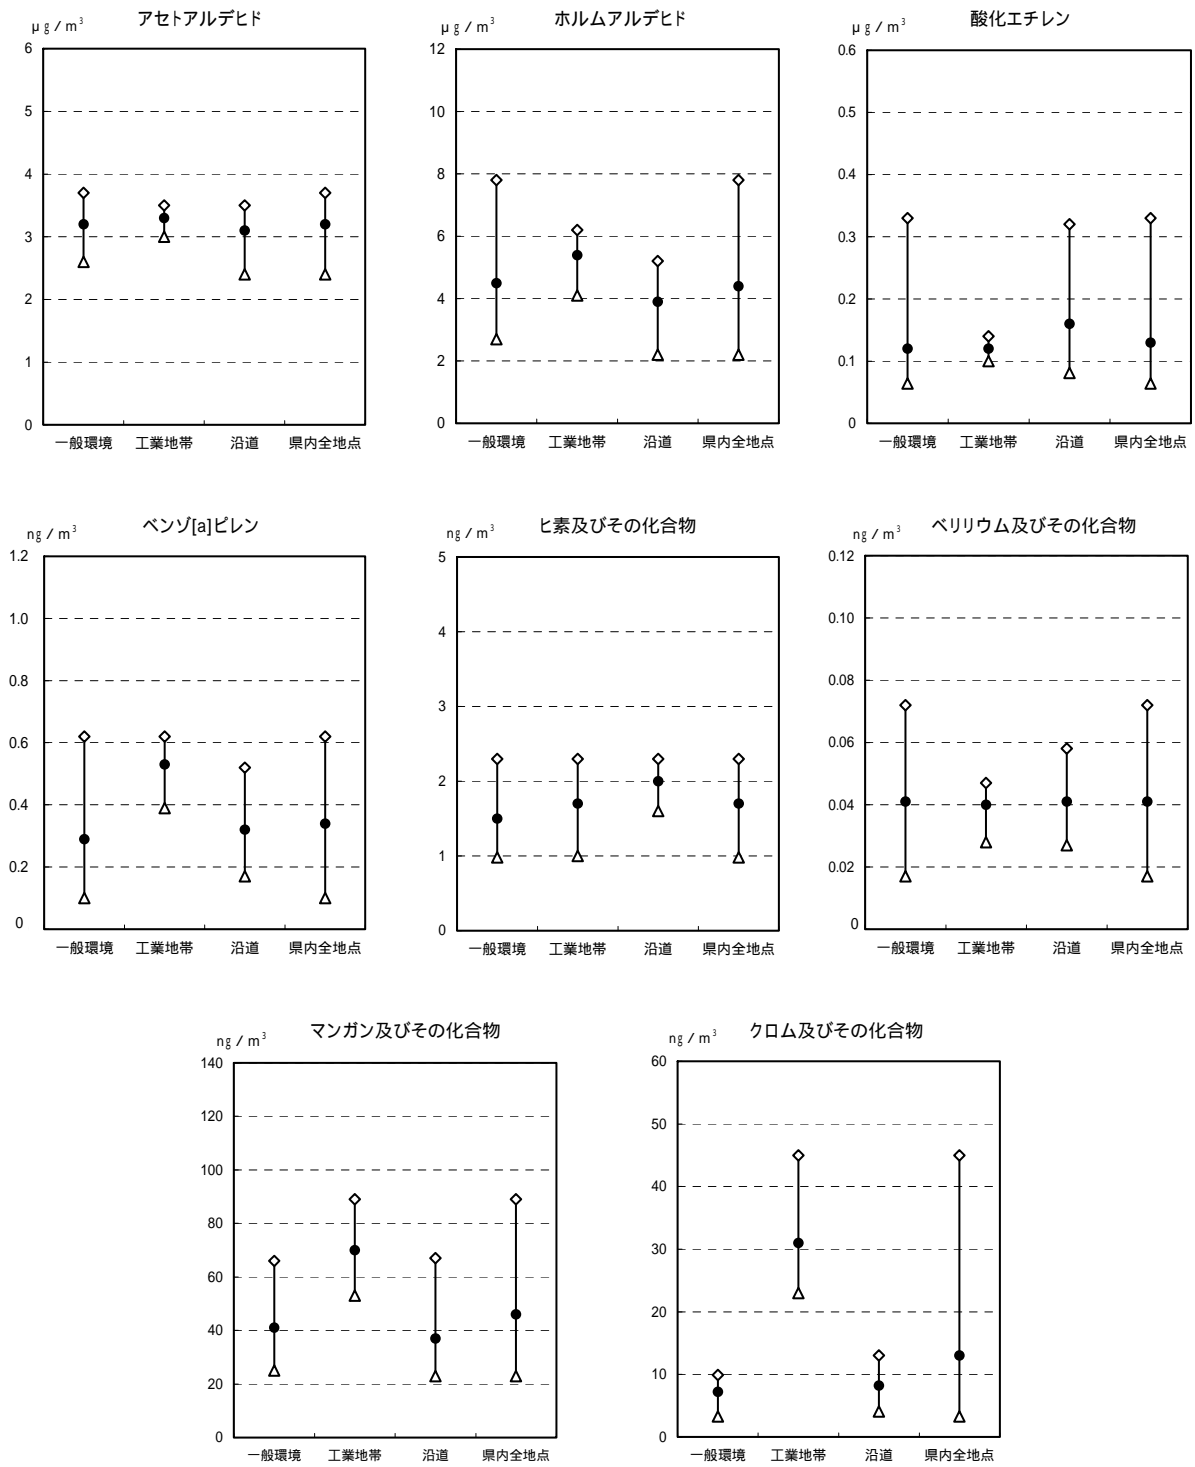 アセトアルデヒド
μg/m³
6
5
4
3
2
1
0
一般環境 工業地帯 沿道 県内全地点
ホルムアルデヒド
μg/m³
12
10
8
6
4
2
0
一般環境 工業地帯 沿道 県内全地点
酸化エチレン
μg/m³
0.6
0.5
0.4
0.3
0.2
0.1
0
一般環境 工業地帯 沿道 県内全地点
ベンゾ[a]ピレン
ng/m³
1.2
1.0
0.8
0.6
0.4
0.2
0
一般環境 工業地帯 沿道 県内全地点
ヒ素及びその化合物
ng/m³
5
4
3
2
1
0
一般環境 工業地帯 沿道 県内全地点
ベリリウム及びその化合物
ng/m³
0.12
0.10
0.08
0.06
0.04
0.02
0
一般環境 工業地帯 沿道 県内全地点
マンガン及びその化合物
ng/m³
140
120
100
80
60
40
20
0
一般環境 工業地帯 沿道 県内全地点
クロム及びその化合物
ng/m³
60
50
40
30
20
10
0
一般環境 工業地帯 沿道 県内全地点